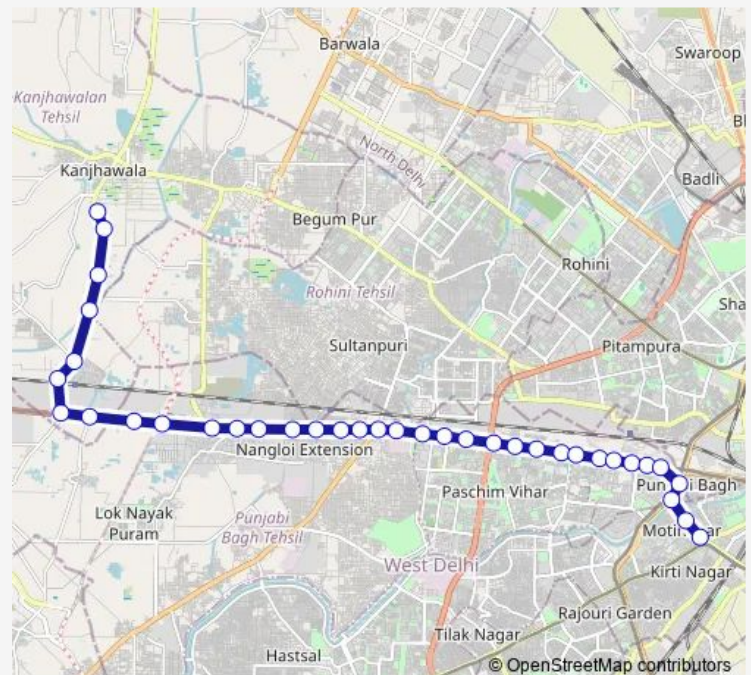 Barwala
Swaroop
Kanjhawalan
Tehsil
North Delhi
Kanjhawala
Badli
Begum Pur
Rohini
Rohini Tehsil
Sha
Sultanpuri
Pitampura
Nangloi Extension
Paschim Vihar
Lok Nayak
Puram
Punjabi
Bagh Tehsil
West Delhi
Kirti Nagar
Rajouri Garden
Tilak Nagar
Hastsal
© OpenStreetMap contributors